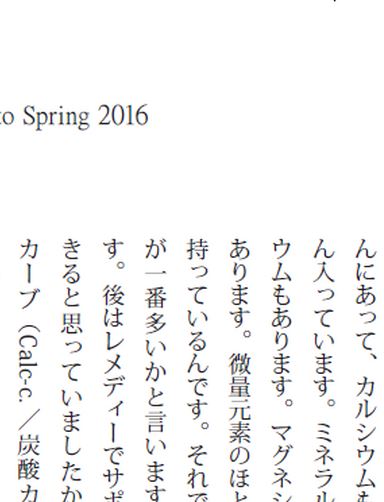 to Spring 2016
んにあって、カルシウムも
ん入っています。ミネラル
ウムもあります。マグネシ
あります。微量元素のほと
持っているんです。それで
が一番多いかと言います
す。後はレメディーでサポ
きると思っていましたか
カーブ（Calc-c. ／炭酸カ